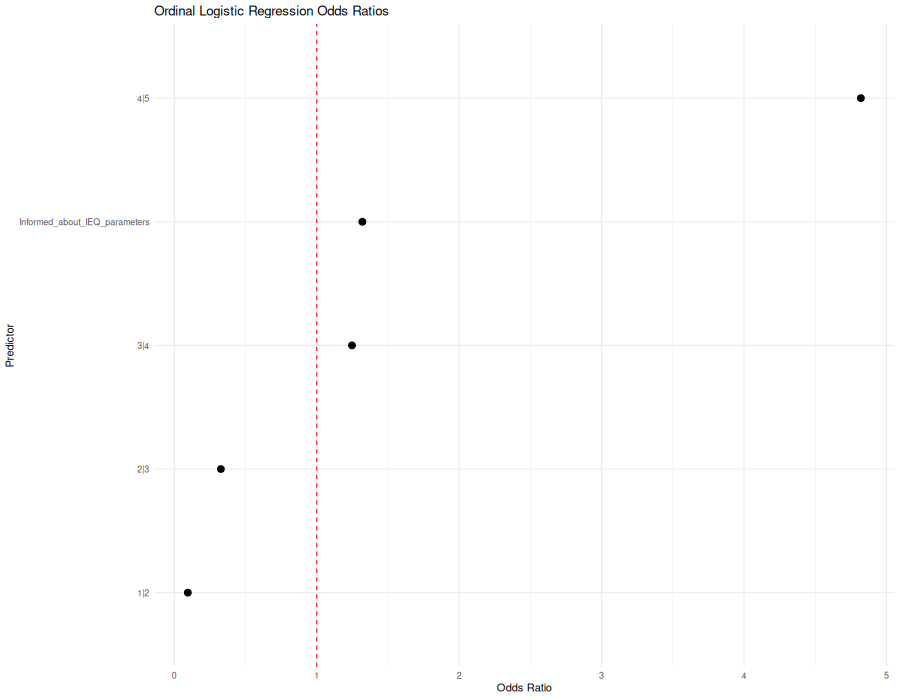 Ordinal Logistic Regression Odds Ratios
4|5
Informed_about_IEQ_parameters
3|4
2|3
1|2
Predictor
0 1 2 3 4 5
Odds Ratio